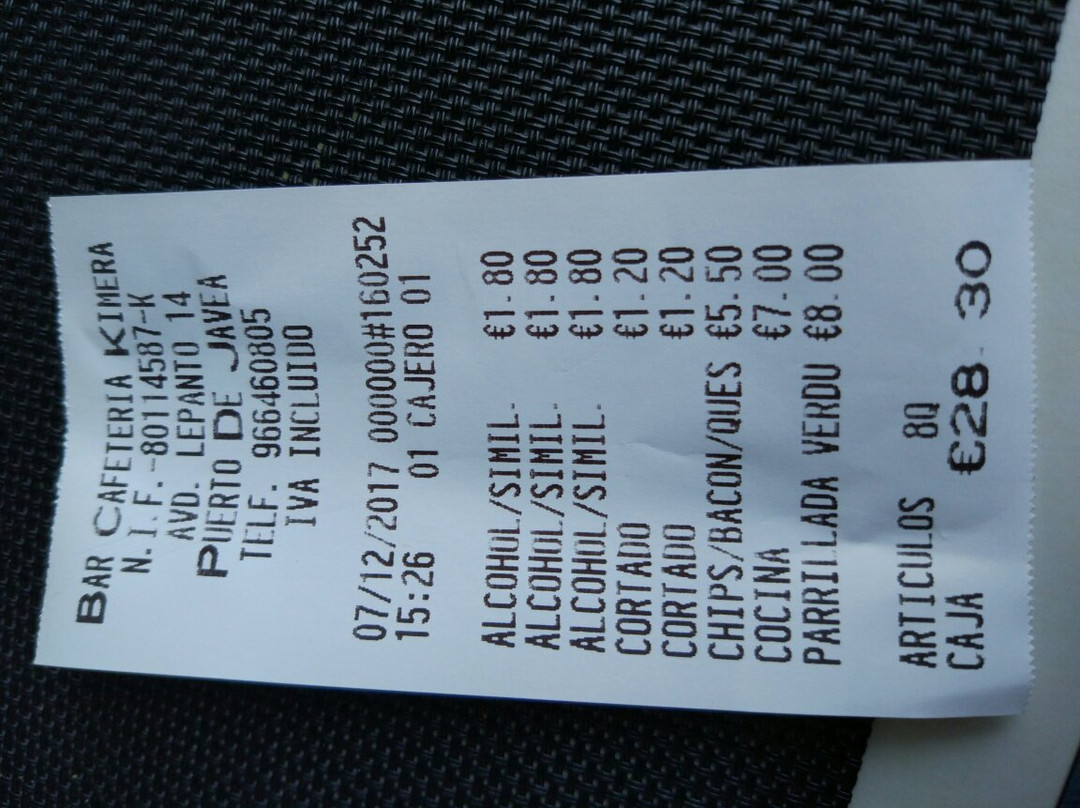 BAR CAFETERIA KIMERA
N.I.F.-80114587-K
AVD. LEPANTO 14
PUERTO DE JAVEA
TELF. 966460805
IVA INCLUIDO
07/12/2017 000000#160252
15:26 01 CAJERO 01
ALCOHOL/SIMIL. €1.80
ALCOHOL/SIMIL. €1.80
ALCOHOL/SIMIL. €1.80
CORTADO €1.20
CORTADO €1.20
CHIPS/BACON/QUES €5.50
COCINA €7.00
PARRILLADA VERDU €8.00
ARTICULOS 8Q
CAJA €28.30